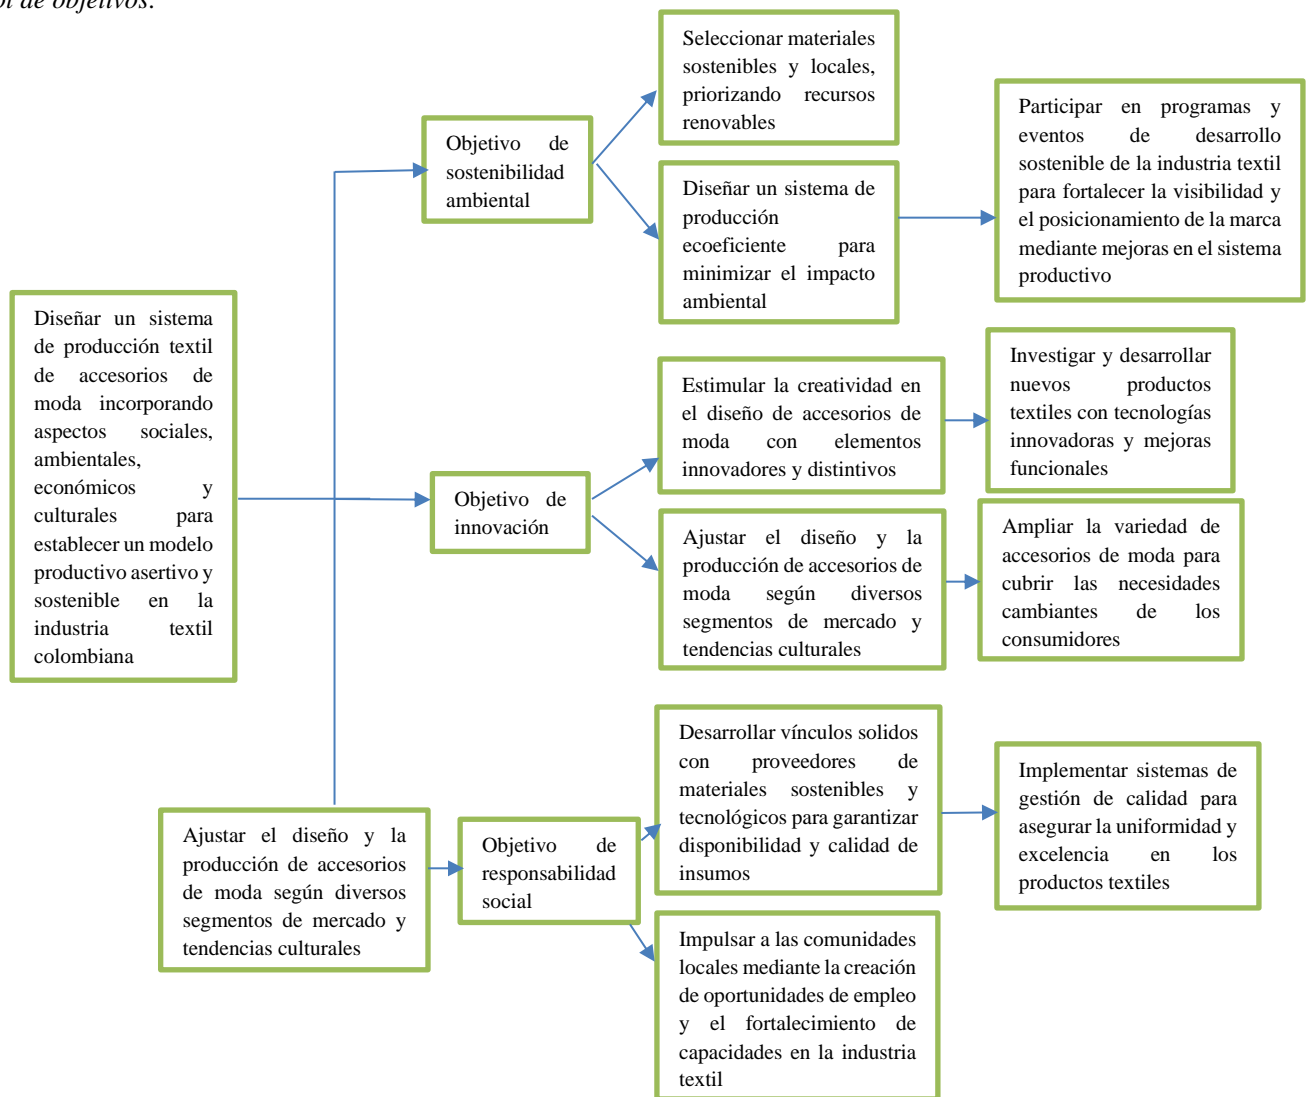 ol de objetivos.
Seleccionar materiales
sostenibles y locales,
priorizando recursos
renovables
Participar en programas y
eventos de desarrollo
sostenible de la industria textil
para fortalecer la visibilidad y
el posicionamiento de la marca
mediante mejoras en el sistema
productivo
Objetivo de
sostenibilidad
ambiental
Diseñar un sistema de
producción
ecoeficiente para
minimizar el impacto
ambiental
Diseñar un sistema
de producción textil
de accesorios de
moda incorporando
aspectos sociales,
ambientales,
económicos y
culturales para
establecer un modelo
productivo asertivo y
sostenible en la
industria textil
colombiana
Estimular la creatividad en
el diseño de accesorios de
moda con elementos
innovadores y distintivos
Investigar y desarrollar
nuevos productos
textiles con tecnologías
innovadoras y mejoras
funcionales
Objetivo de
innovación
Ajustar el diseño y la
producción de accesorios de
moda según diversos
segmentos de mercado y
tendencias culturales
Ampliar la variedad de
accesorios de moda para
cubrir las necesidades
cambiantes de los
consumidores
Desarrollar vínculos solidos
con proveedores de
materiales sostenibles y
tecnológicos para garantizar
disponibilidad y calidad de
insumos
Implementar sistemas de
gestión de calidad para
asegurar la uniformidad y
excelencia en los
productos textiles
Ajustar el diseño y la
producción de accesorios
de moda según diversos
segmentos de mercado y
tendencias culturales
Objetivo de
responsabilidad
social
Impulsar a las comunidades
locales mediante la creación
de oportunidades de empleo
y el fortalecimiento de
capacidades en la industria
textil